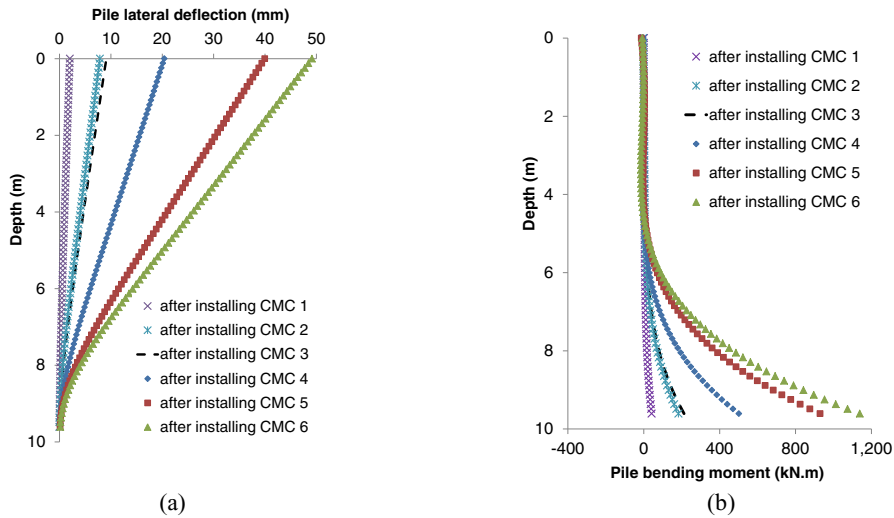 Pile lateral deflection (mm)
0 10 20 30 40 50
0
2
4
6
8
10
Depth (m)
after installing CMC 1
after installing CMC 2
after installing CMC 3
after installing CMC 4
after installing CMC 5
after installing CMC 6
(a)
0
2
4
6
8
10
Depth (m)
after installing CMC 1
after installing CMC 2
after installing CMC 3
after installing CMC 4
after installing CMC 5
after installing CMC 6
-400 0 400 800 1,200
Pile bending moment (kN.m)
(b)